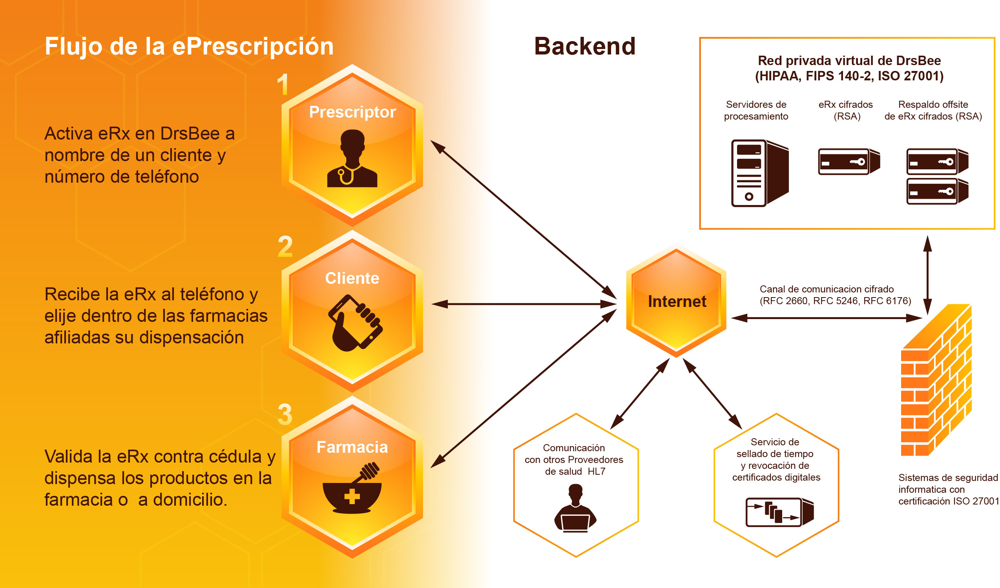 Flujo de la ePrescripción
1
Prescriptor
Activa eRx en DrsBee a
nombre de un cliente y
número de teléfono
2
Cliente
Recibe la eRx al teléfono y
elije dentro de las farmacias
afiliadas su dispensación
3
Farmacia
Valida la eRx contra cédula y
dispensa los productos en la
farmacia o  a domicilio.
Backend
Red privada virtual de DrsBee
(HIPAA, FIPS 140-2, ISO 27001)
Servidores de
procesamiento
eRx cifrados
(RSA)
Respaldo offsite
de eRx cifrados (RSA)
Internet
Canal de comunicacion cifrado
(RFC 2660, RFC 5246, RFC 6176)
Comunicación
con otros Proveedores
de salud  HL7
Servicio de
sellado de tiempo
y revocación de
certificados digitales
Sistemas de seguridad
informatica con
certificación ISO 27001